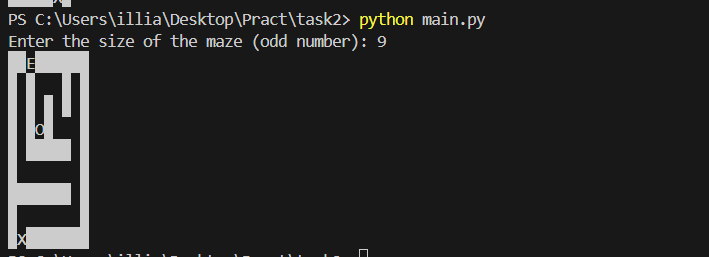 PS C:\Users\illia\Desktop\Pract\task2> python main.py
Enter the size of the maze (odd number): 9
E
O
X